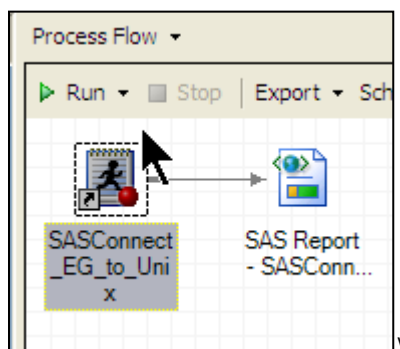 Process Flow
Run Stop Export Sch
SASConnect
_EG_to_Uni
x
SAS Report
- SASConn...